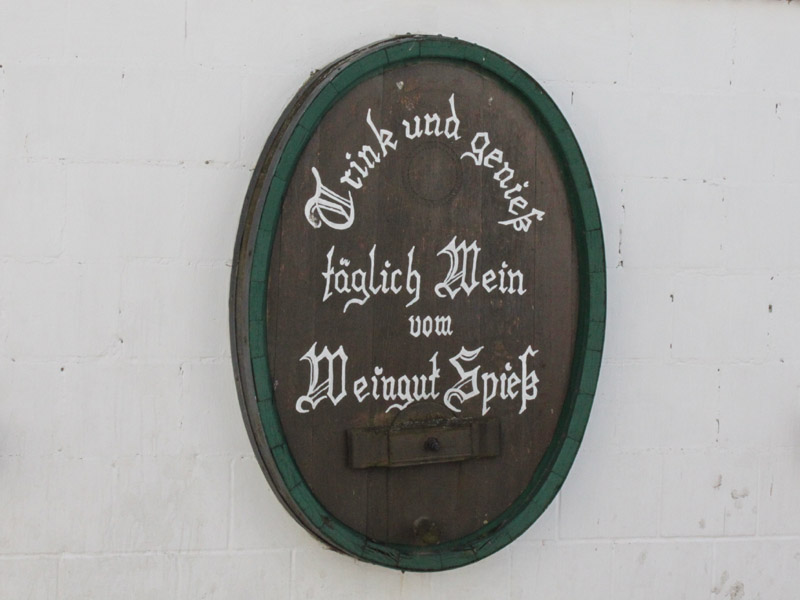 Trink und genieß
täglich Wein
vom
Weingut Spieß